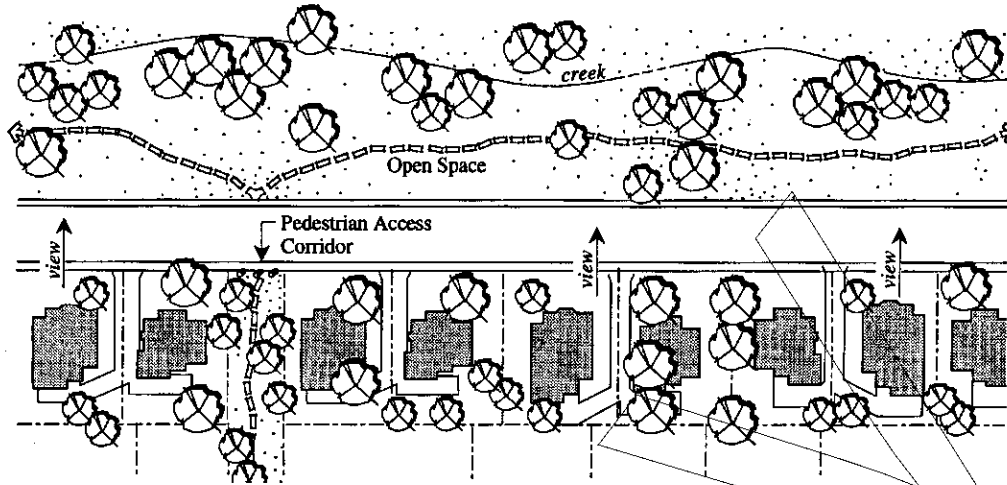 creek
Open Space
Pedestrian Access
Corridor
view
view
view